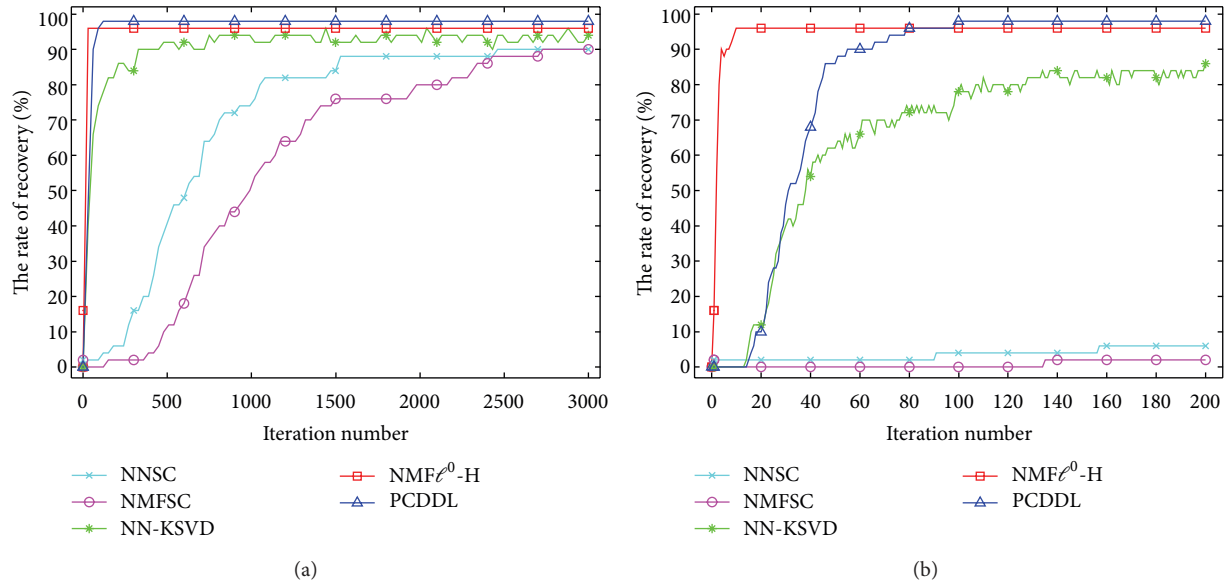 100
90
80
70
60
50
40
30
20
10
0
The rate of recovery (%)
0 500 1000 1500 2000 2500 3000
Iteration number
NNSC
NMFSC
NN-KSVD
NMFℓ⁰-H
PCDDL
(a)
100
90
80
70
60
50
40
30
20
10
0
The rate of recovery (%)
0 20 40 60 80 100 120 140 160 180 200
Iteration number
NNSC
NMFSC
NN-KSVD
NMFℓ⁰-H
PCDDL
(b)